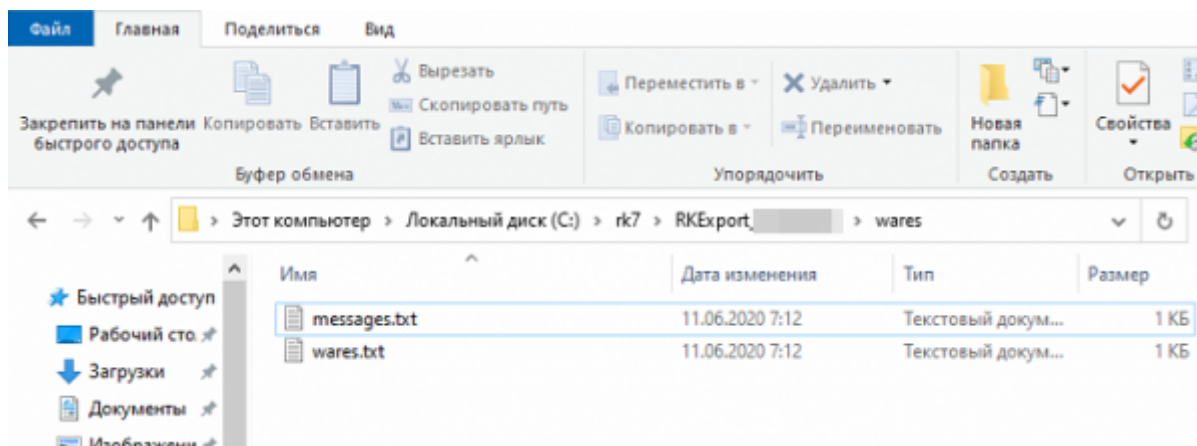 Файл Главная Поделиться Вид
Закрепить на панели быстрого доступа
Копировать
Вставить
Вырезать
Скопировать путь
Вставить ярлык
Переместить в
Копировать в
Удалить
Переименовать
Новая папка
Свойства
Буфер обмена Упорядочить Создать Открыть
Этот компьютер > Локальный диск (C:) > rk7 > RKExport_ > wares
Имя Дата изменения Тип Размер
Быстрый доступ
Рабочий сто
Загрузки
Документы
Изображени
messages.txt 11.06.2020 7:12 Текстовый докум... 1 КБ
wares.txt 11.06.2020 7:12 Текстовый докум... 1 КБ